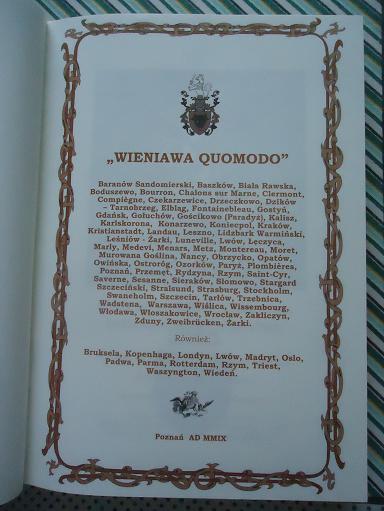 „WIENIAWA QUOMODO”
Baranów Sandomierski, Baszków, Biała Rawska,
Boduszewo, Bourron, Chalons sur Marne, Clermont,
Compiègne, Czekarzewice, Drzeczkowo, Dzików
– Tarnobrzeg, Elbląg, Fontainebleau, Gostyń,
Gdańsk, Gołuchów, Gościkowo (Paradyż), Kalisz,
Karlskorona, Konarzewo, Koniecpol, Kraków,
Kristianstadt, Landau, Leszno, Lidzbark Warmiński,
Leśniów - Żarki, Luneville, Lwów, Łęczyca,
Marly, Medevi, Menars, Metz, Montereau, Moret,
Murowana Goślina, Nancy, Obrzycko, Opatów,
Owińska, Ostroróg, Ozorków, Paryż, Plombières,
Poznań, Przemęt, Rydzyna, Rzym, Saint-Cyr,
Saverne, Sesanne, Sieraków, Słomowo, Stargard
Szczeciński, Stralsund, Strasburg, Stockholm,
Swaneholm, Szczecin, Tarłów, Trzebnica,
Wadstena, Warszawa, Wiślica, Wissembourg,
Włodawa, Włoszakowice, Wrocław, Zakliczyn,
Zduny, Zweibrücken, Żarki.
Również:
Bruksela, Kopenhaga, Londyn, Lwów, Madryt, Oslo,
Padwa, Parma, Rotterdam, Rzym, Triest,
Waszyngton, Wiedeń.
Poznań AD MMIX